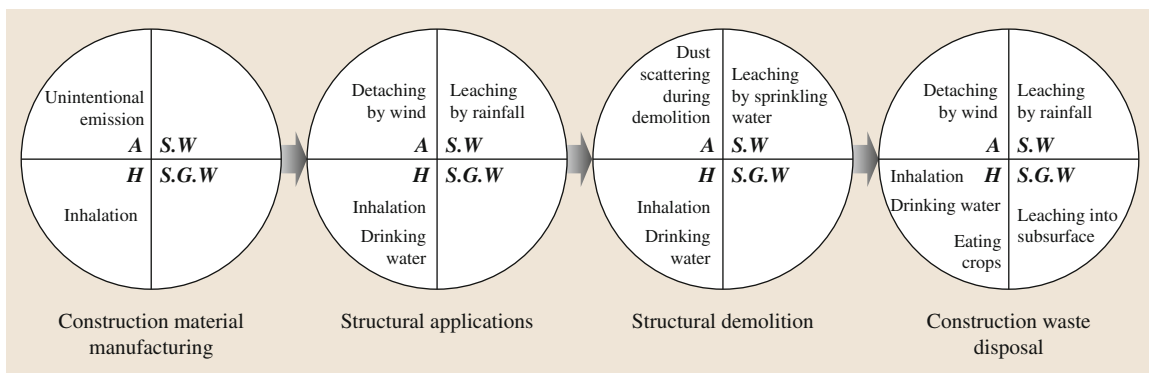 Unintentional
emission
A
S.W
H
S.G.W
Inhalation
Construction material
manufacturing
Detaching
by wind
Leaching
by rainfall
A
S.W
H
S.G.W
Inhalation
Drinking
water
Structural applications
Dust
scattering
during
demolition
Leaching
by sprinkling
water
A
S.W
H
S.G.W
Inhalation
Drinking
water
Structural demolition
Detaching
by wind
Leaching
by rainfall
A
S.W
Inhalation
H
S.G.W
Drinking water
Eating
crops
Leaching into
subsurface
Construction waste
disposal